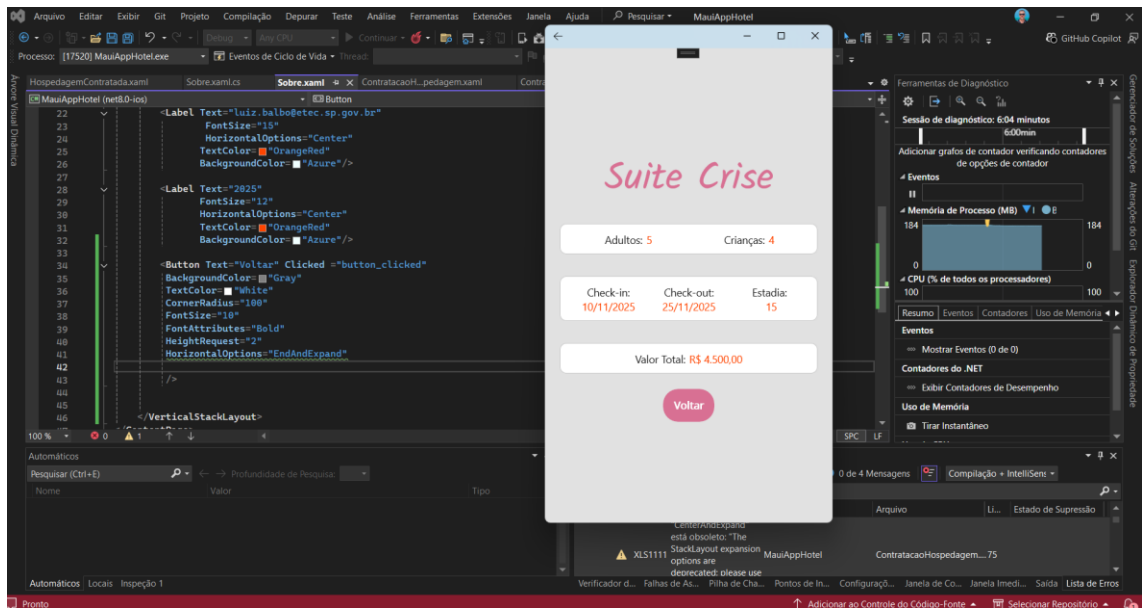 Arquivo Editar Exibir Git Projeto Compilação Depurar Teste Análise Ferramentas Extensões Janela Ajuda Pesquisar MauiAppHotel
Debug Any CPU Continuar GitHub Copilot
Processo: [17520] MauiAppHotel.exe Eventos de Ciclo de Vida Thread:
HospedagemContratada.xaml Sobre.xaml.cs Sobre.xaml ContratacaoH...pedagem.xaml
MauiAppHotel (net8.0-ios) Button
22 <Label Text="luiz.balbo@etec.sp.gov.br"
23 FontSize="15"
24 HorizontalOptions="Center"
25 TextColor="OrangeRed"
26 BackgroundColor="Azure"/>
27
28 <Label Text="2025"
29 FontSize="12"
30 HorizontalOptions="Center"
31 TextColor="OrangeRed"
32 BackgroundColor="Azure"/>
33
34 <Button Text="Voltar" Clicked ="button_clicked"
35 BackgroundColor="Gray"
36 TextColor="White"
37 CornerRadius="100"
38 FontSize="10"
39 FontAttributes="Bold"
40 HeightRequest="2"
41 HorizontalOptions="EndAndExpand"
42
43 />
44
45
46 </VerticalStackLayout>
100 % 0 1
SPC LF
Árvore Visual Dinâmica
Suite Crise
Adultos: 5 Crianças: 4
Check-in: Check-out: Estadia:
10/11/2025 25/11/2025 15
Valor Total: R$ 4.500,00
Voltar
Ferramentas de Diagnóstico
Sessão de diagnóstico: 6:04 minutos
6:00min
Adicionar grafos de contador verificando contadores
de opções de contador
Eventos
Memória de Processo (MB)
184 184
0 0
CPU (% de todos os processadores)
100 100
Resumo Eventos Contadores Uso de Memória
Eventos
Mostrar Eventos (0 de 0)
Contadores do .NET
Exibir Contadores de Desempenho
Uso de Memória
Tirar Instantâneo
Gerenciador de Soluções
Alterações do Git
Explorador Dinâmico de Propriedade
Automáticos
Pesquisar (Ctrl+E) Profundidade de Pesquisa:
Nome Valor Tipo
0 de 4 Mensagens Compilação + IntelliSens
Arquivo Li... Estado de Supressão
CenterAndExpand
está obsoleto: "The
StackLayout expansion
options are
deprecated; please use
XLS1111 MauiAppHotel ContratacaoHospedagem.... 75
Automáticos Locais Inspeção 1
Verificador d... Falhas de As... Pilha de Cha... Pontos de In... Configuraçõ... Janela de Co... Janela Imedi... Saída Lista de Erros
Pronto Adicionar ao Controle do Código-Fonte Selecionar Repositório